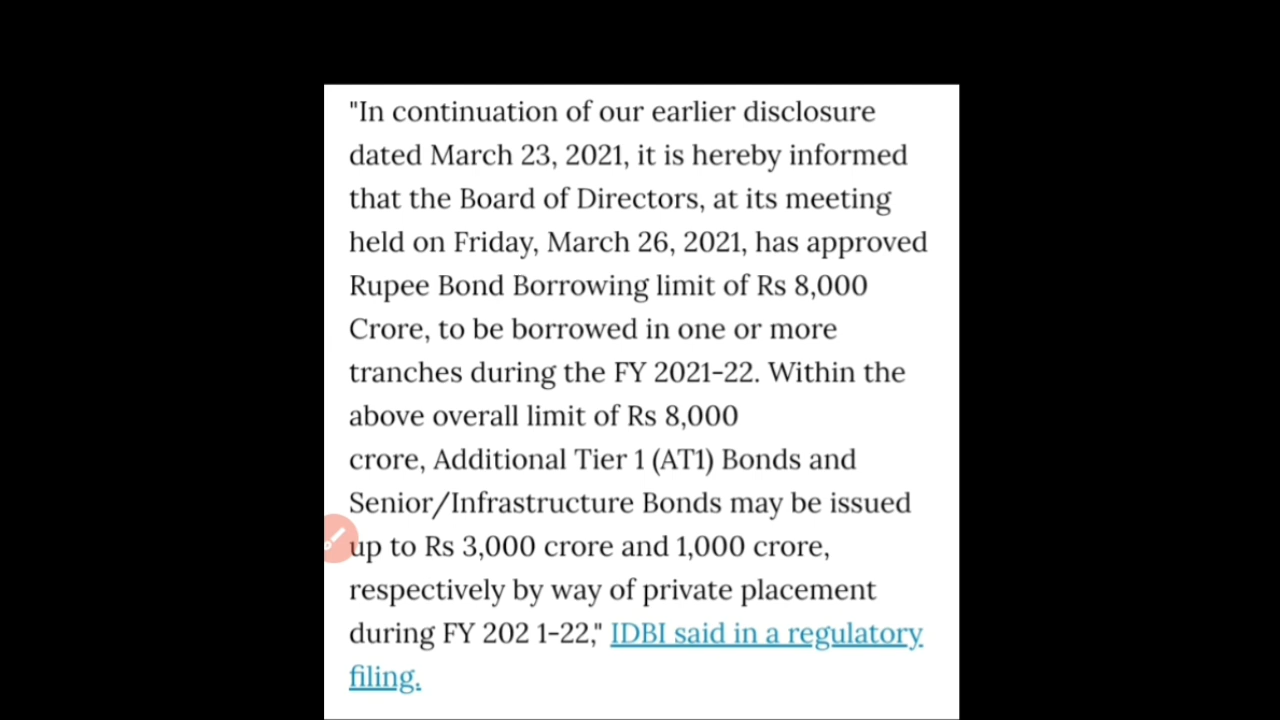 "In continuation of our earlier disclosure
dated March 23, 2021, it is hereby informed
that the Board of Directors, at its meeting
held on Friday, March 26, 2021, has approved
Rupee Bond Borrowing limit of Rs 8,000
Crore, to be borrowed in one or more
tranches during the FY 2021-22. Within the
above overall limit of Rs 8,000
crore, Additional Tier 1 (AT1) Bonds and
Senior/Infrastructure Bonds may be issued
up to Rs 3,000 crore and 1,000 crore,
respectively by way of private placement
during FY 202 1-22," IDBI said in a regulatory
filing.